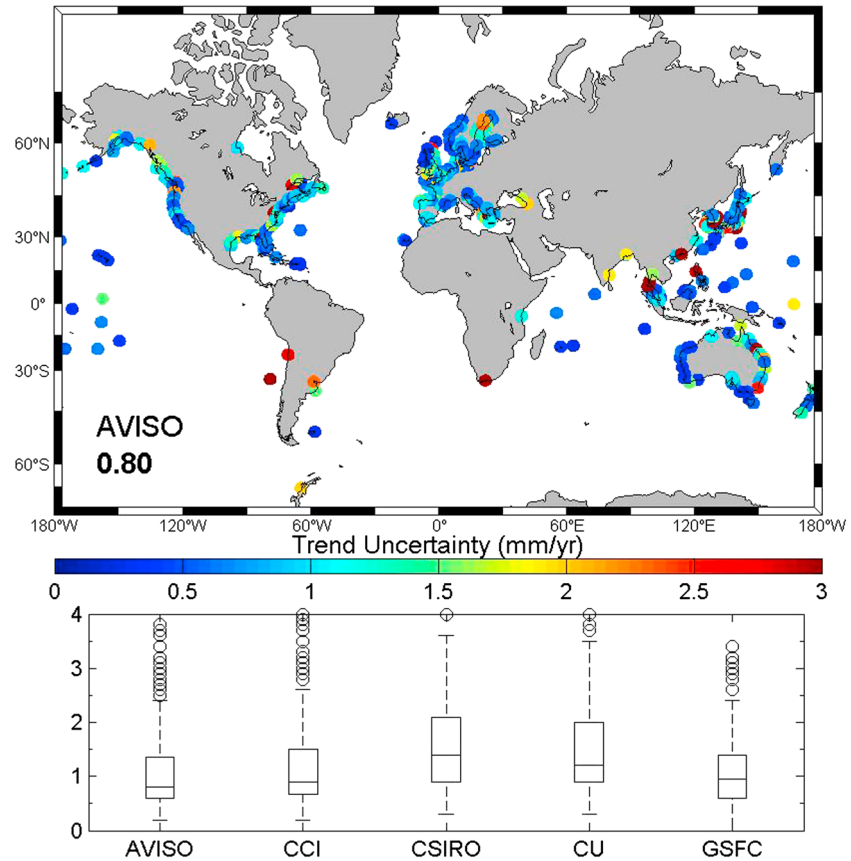 60°N
30°N
0°
30°S
60°S
AVISO
0.80
180°W 120°W 60°W 0° 60°E 120°E 180°W
Trend Uncertainty (mm/yr)
0 0.5 1 1.5 2 2.5 3
4
3
2
1
0
AVISO CCI CSIRO CU GSFC